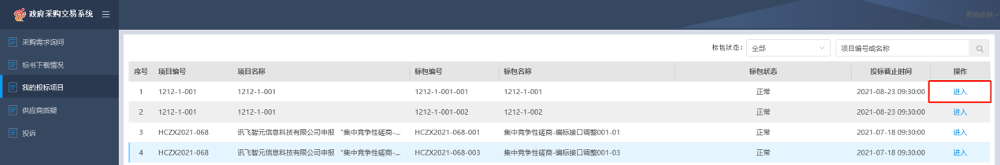 政府采购交易系统
更换皮肤
采购需求询问
标书下载情况
我的投标项目
供应商质疑
投诉
标包状态： 全部 项目编号或名称
序号 项目编号 项目名称 标包编号 标包名称 标包状态 投标截止时间 操作
1 1212-1-001 1212-1-001 1212-1-001-001 1212-1-001 正常 2021-08-23 09:30:00 进入
2 1212-1-001 1212-1-001 1212-1-001-002 1212-1-002 正常 2021-08-23 09:30:00 进入
3 HCZX2021-068 讯飞智元信息科技有限公司申报 “集中竞争性磋商-... HCZX2021-068-001 集中竞争性磋商-编标接口调整001-01 正常 2021-07-18 09:30:00 进入
4 HCZX2021-068 讯飞智元信息科技有限公司申报 “集中竞争性磋商-... HCZX2021-068-003 集中竞争性磋商-编标接口调整001-03 正常 2021-07-18 09:30:00 进入